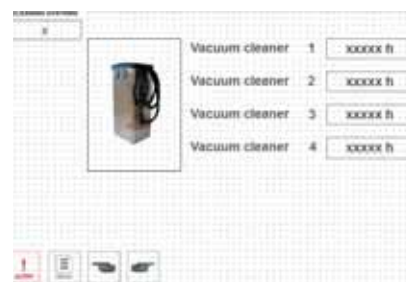 x
Vacuum cleaner 1 xxxxx h
Vacuum cleaner 2 xxxxx h
Vacuum cleaner 3 xxxxx h
Vacuum cleaner 4 xxxxx h